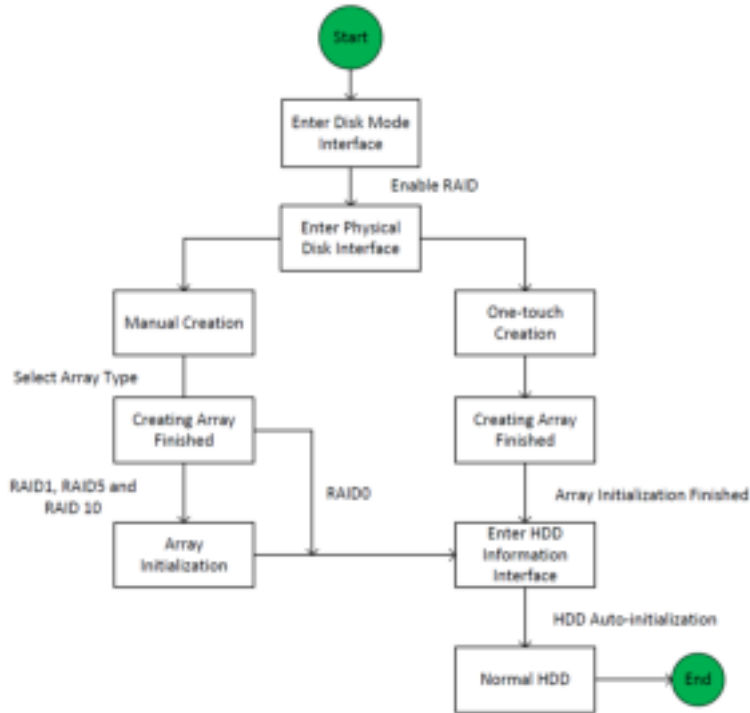 Start
Enter Disk Mode
Interface
Enable RAID
Enter Physical
Disk Interface
Manual Creation
One-touch
Creation
Select Array Type
Creating Array
Finished
Creating Array
Finished
RAID1, RAID5 and
RAID 10
RAID0
Array Initialization Finished
Array
Initialization
Enter HDD
Information
Interface
HDD Auto-initialization
Normal HDD
End